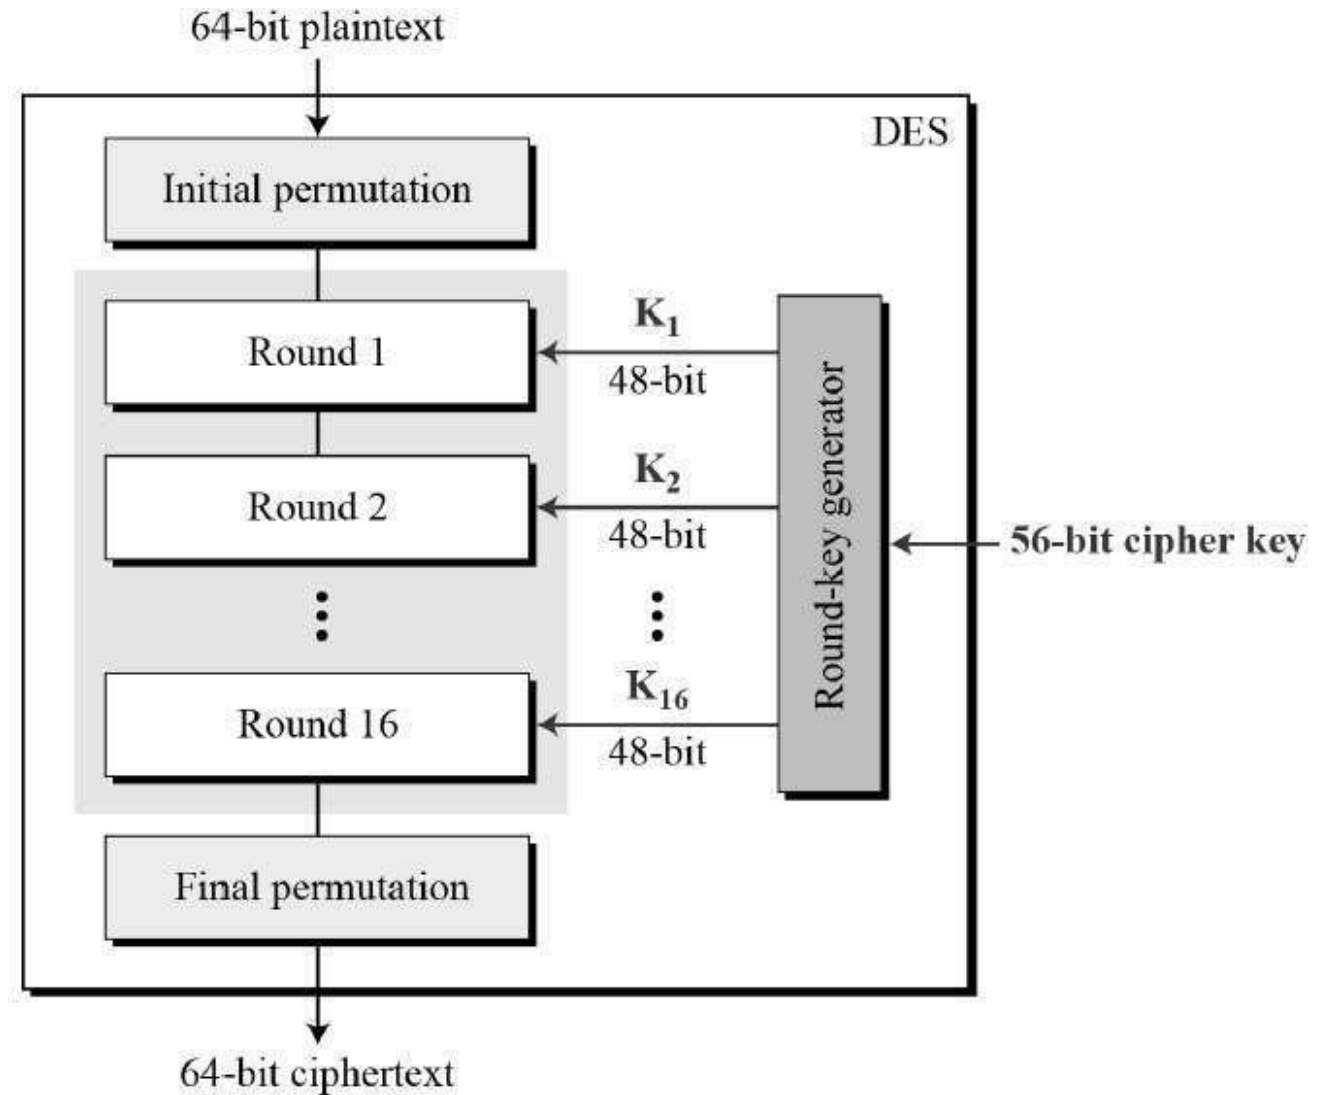 64-bit plaintext
DES
Initial permutation
Round 1
K₁
48-bit
Round 2
K₂
48-bit
Round-key generator
56-bit cipher key
Round 16
K₁₆
48-bit
Final permutation
64-bit ciphertext